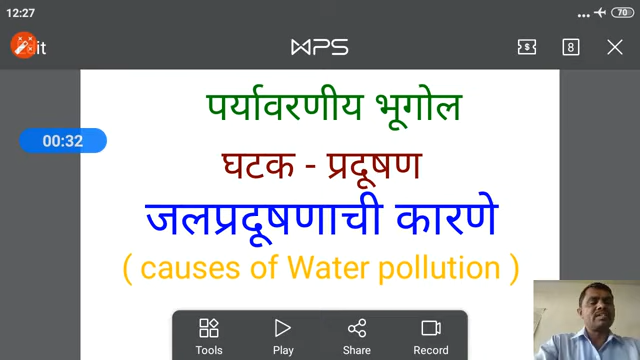 12:27
70
it
WPS
$
8
00:32
पर्यावरणीय भूगोल
घटक - प्रदूषण
जलप्रदूषणाची कारणे
( causes of Water pollution )
Tools
Play
Share
Record